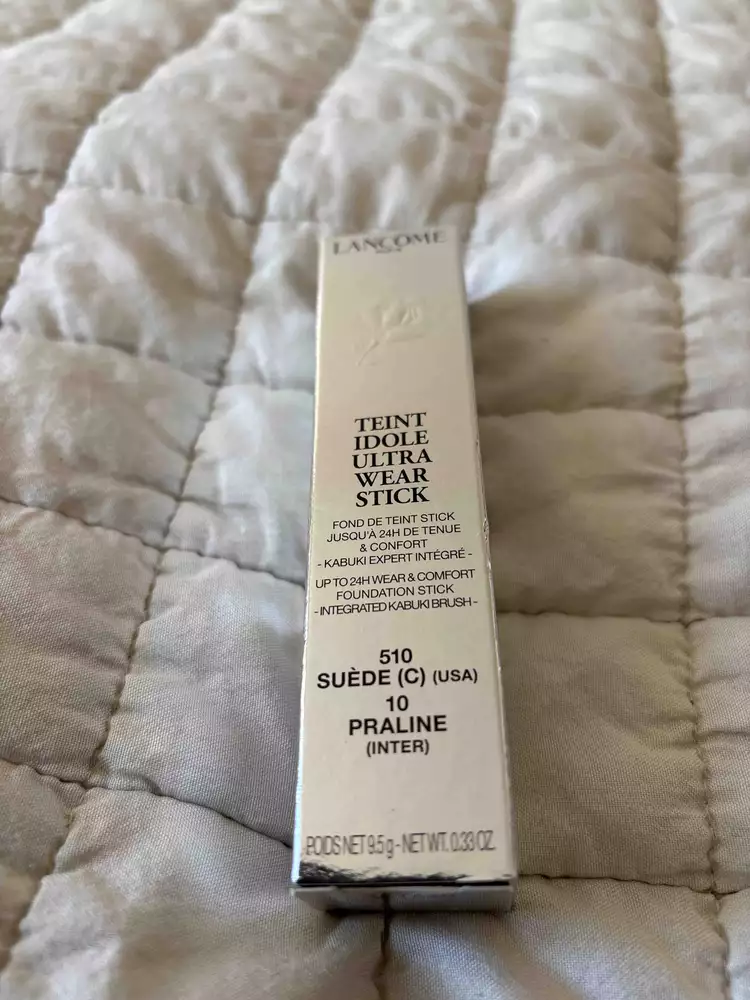 LANCÔME
TEINT
IDOLE
ULTRA
WEAR
STICK
FOND DE TEINT STICK
JUSQU'À 24H DE TENUE
& CONFORT
- KABUKI EXPERT INTÉGRÉ -
UP TO 24H WEAR & COMFORT
FOUNDATION STICK
- INTEGRATED KABUKI BRUSH -
510
SUÈDE (C) (USA)
10
PRALINE
(INTER)
POIDS NET 9.5 g - NET WT. 0.33 OZ.